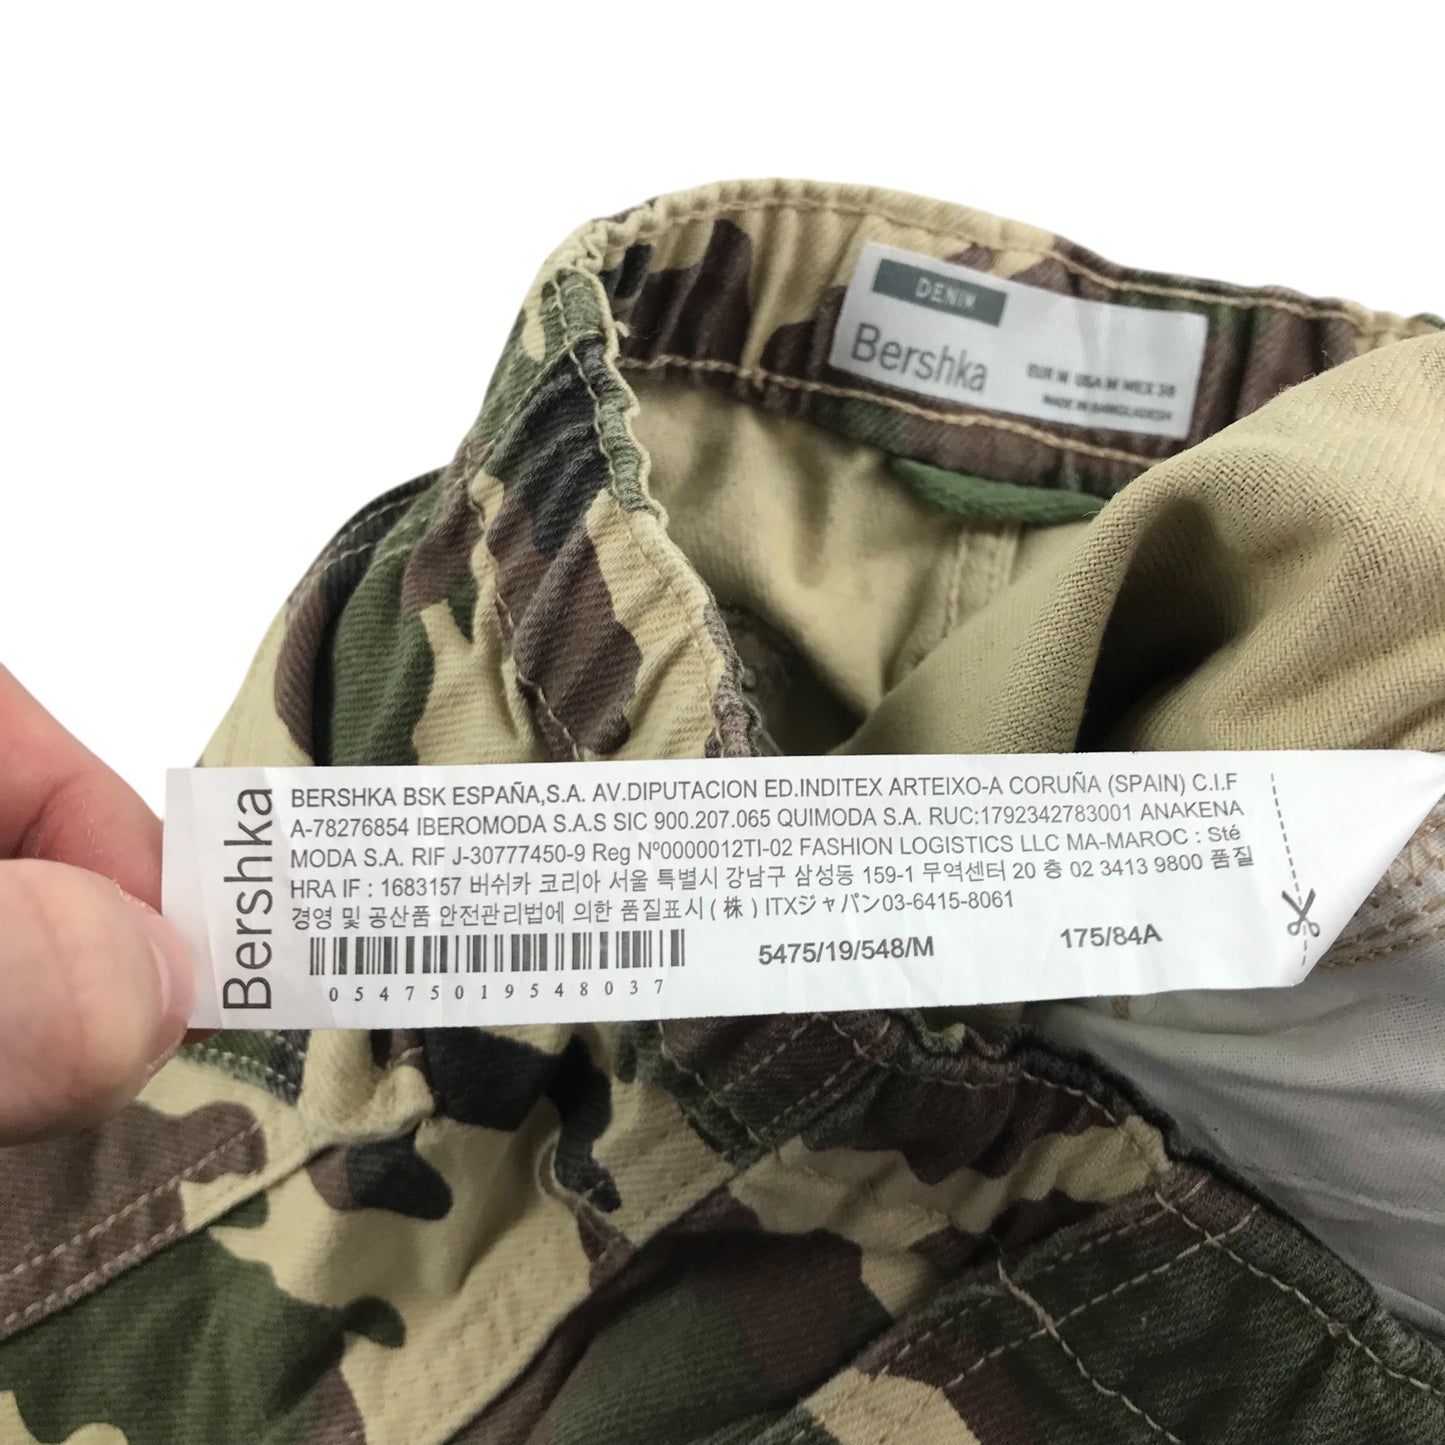 DENIM
Bershka
EUR M USA M MEX 38
MADE IN BANGLADESH
Bershka
BERSHKA BSK ESPAÑA,S.A. AV.DIPUTACION ED.INDITEX ARTEIXO-A CORUÑA (SPAIN) C.I.F
A-78276854 IBEROMODA S.A.S SIC 900.207.065 QUIMODA S.A. RUC:1792342783001 ANAKENA
MODA S.A. RIF J-30777450-9 Reg Nº0000012TI-02 FASHION LOGISTICS LLC MA-MAROC : Sté
HRA IF : 1683157 버쉬카 코리아 서울 특별시 강남구 삼성동 159-1 무역센터 20 층 02 3413 9800 품질
경영 및 공산품 안전관리법에 의한 품질표시 ( 株 ) ITXジャパン03-6415-8061
5475/19/548/M 175/84A
05475019548037